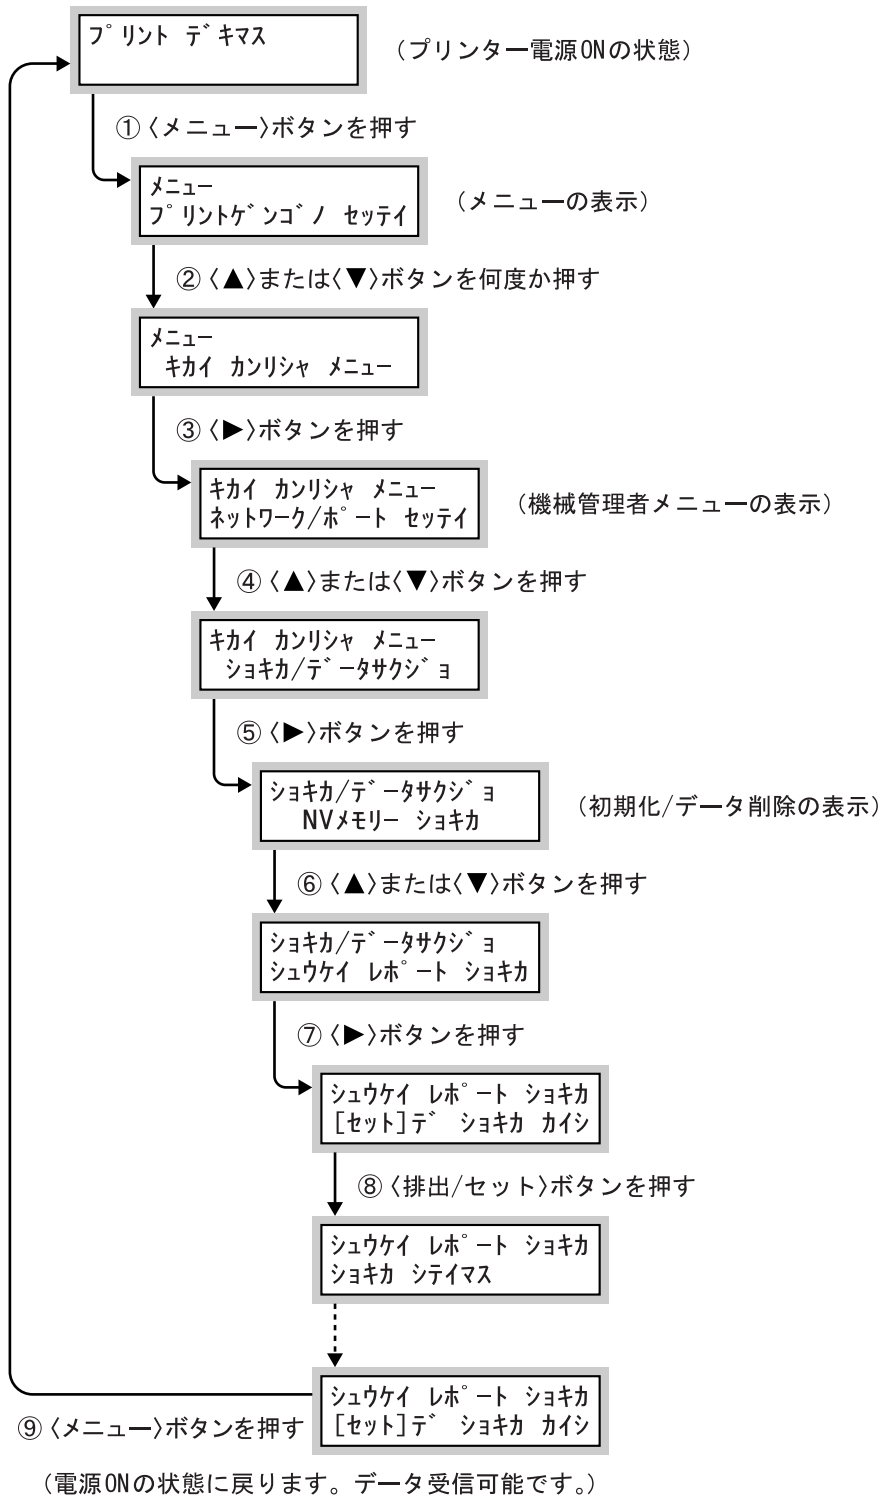 ﾌﾟﾘﾝﾄ ﾃﾞｷﾏｽ
（プリンター電源ONの状態）
①〈メニュー〉ボタンを押す
ﾒﾆｭｰ
ﾌﾟﾘﾝﾄｹﾞﾝｺﾞﾉ ｾｯﾃｲ
（メニューの表示）
②〈▲〉または〈▼〉ボタンを何度か押す
ﾒﾆｭｰ
ｷｶｲ ｶﾝﾘｼｬ ﾒﾆｭｰ
③〈▶〉ボタンを押す
ｷｶｲ ｶﾝﾘｼｬ ﾒﾆｭｰ
ﾈｯﾄﾜｰｸ/ﾎﾟｰﾄ ｾｯﾃｲ
（機械管理者メニューの表示）
④〈▲〉または〈▼〉ボタンを押す
ｷｶｲ ｶﾝﾘｼｬ ﾒﾆｭｰ
ｼｮｷｶ/ﾃﾞｰﾀｻｸｼﾞｮ
⑤〈▶〉ボタンを押す
ｼｮｷｶ/ﾃﾞｰﾀｻｸｼﾞｮ
NVﾒﾓﾘｰ ｼｮｷｶ
（初期化/データ削除の表示）
⑥〈▲〉または〈▼〉ボタンを押す
ｼｮｷｶ/ﾃﾞｰﾀｻｸｼﾞｮ
ｼｭｳｹｲ ﾚﾎﾟｰﾄ ｼｮｷｶ
⑦〈▶〉ボタンを押す
ｼｭｳｹｲ ﾚﾎﾟｰﾄ ｼｮｷｶ
[ｾｯﾄ]ﾃﾞ ｼｮｷｶ ｶｲｼ
⑧〈排出/セット〉ボタンを押す
ｼｭｳｹｲ ﾚﾎﾟｰﾄ ｼｮｷｶ
ｼｮｷｶ ｼﾃｲﾏｽ
ｼｭｳｹｲ ﾚﾎﾟｰﾄ ｼｮｷｶ
[ｾｯﾄ]ﾃﾞ ｼｮｷｶ ｶｲｼ
⑨〈メニュー〉ボタンを押す
（電源ONの状態に戻ります。データ受信可能です。）